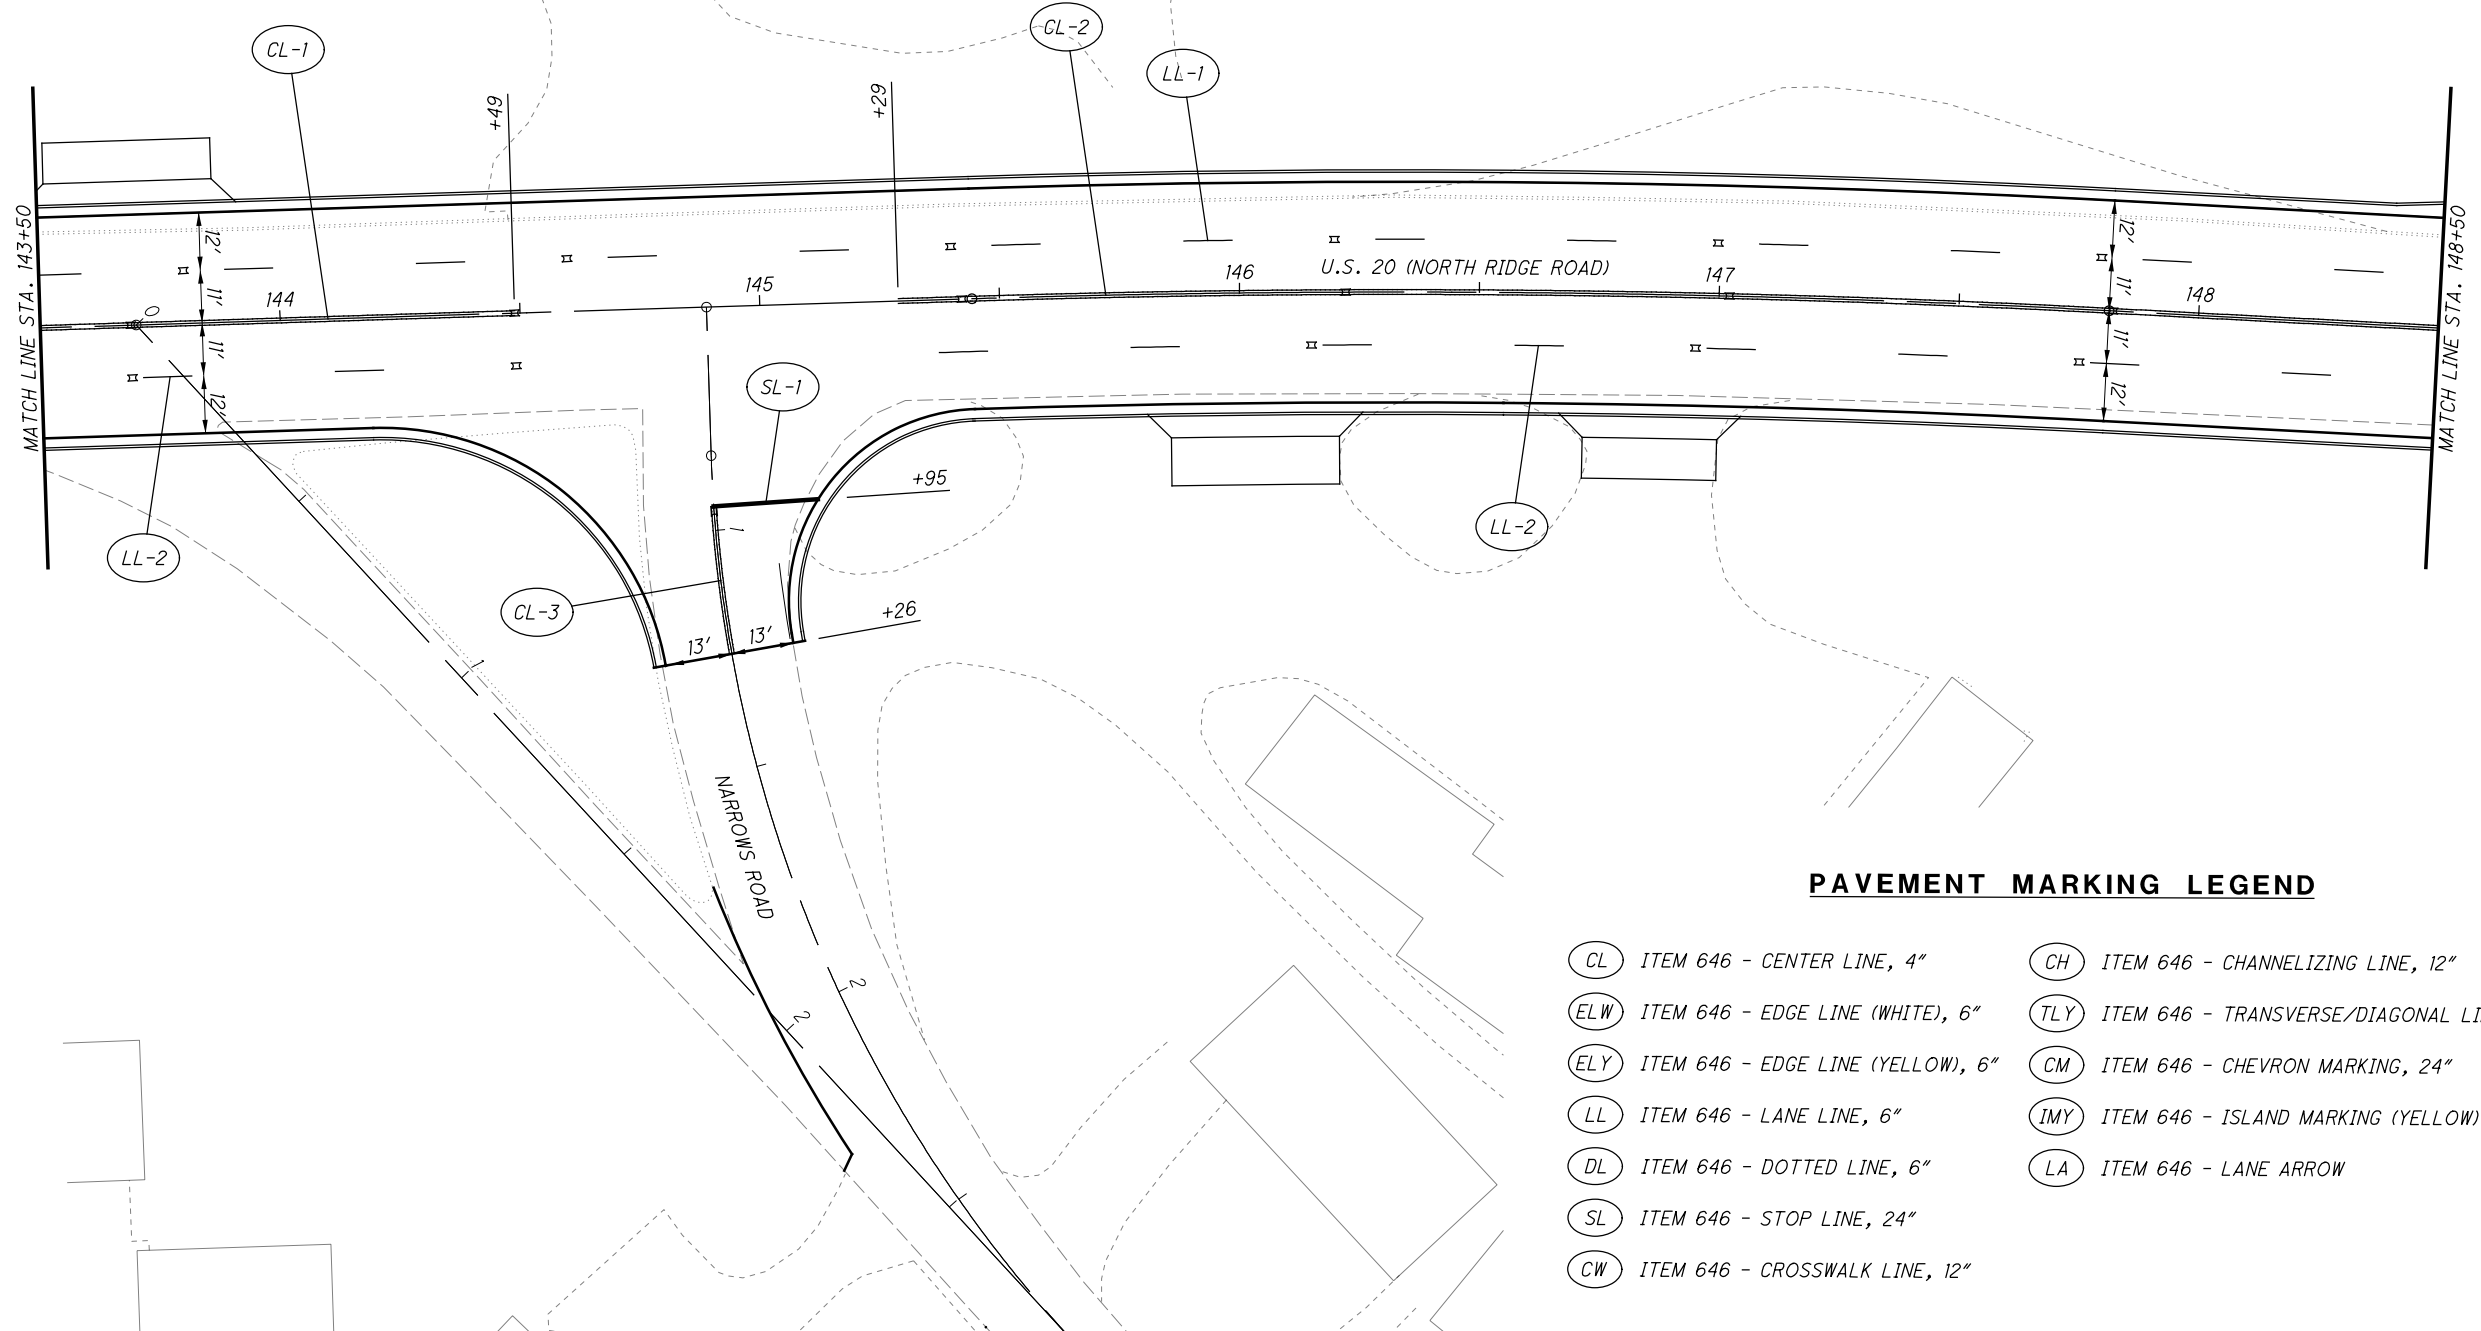 CL-1
CL-2
LL-1
+49
+29
MATCH LINE STA. 143+50
MATCH LINE STA. 148+50
12'
11'
11'
12'
0
144
145
146
147
148
U.S. 20 (NORTH RIDGE ROAD)
12'
11'
11'
12'
SL-1
+95
LL-2
LL-2
1
CL-3
+26
13'
13'
1
NARROWS ROAD
2
2
PAVEMENT MARKING LEGEND
CL ITEM 646 - CENTER LINE, 4"
ELW ITEM 646 - EDGE LINE (WHITE), 6"
ELY ITEM 646 - EDGE LINE (YELLOW), 6"
LL ITEM 646 - LANE LINE, 6"
DL ITEM 646 - DOTTED LINE, 6"
SL ITEM 646 - STOP LINE, 24"
CW ITEM 646 - CROSSWALK LINE, 12"
CH ITEM 646 - CHANNELIZING LINE, 12"
TLY ITEM 646 - TRANSVERSE/DIAGONAL
CM ITEM 646 - CHEVRON MARKING, 24"
IMY ITEM 646 - ISLAND MARKING (YELLOW)
LA ITEM 646 - LANE ARROW